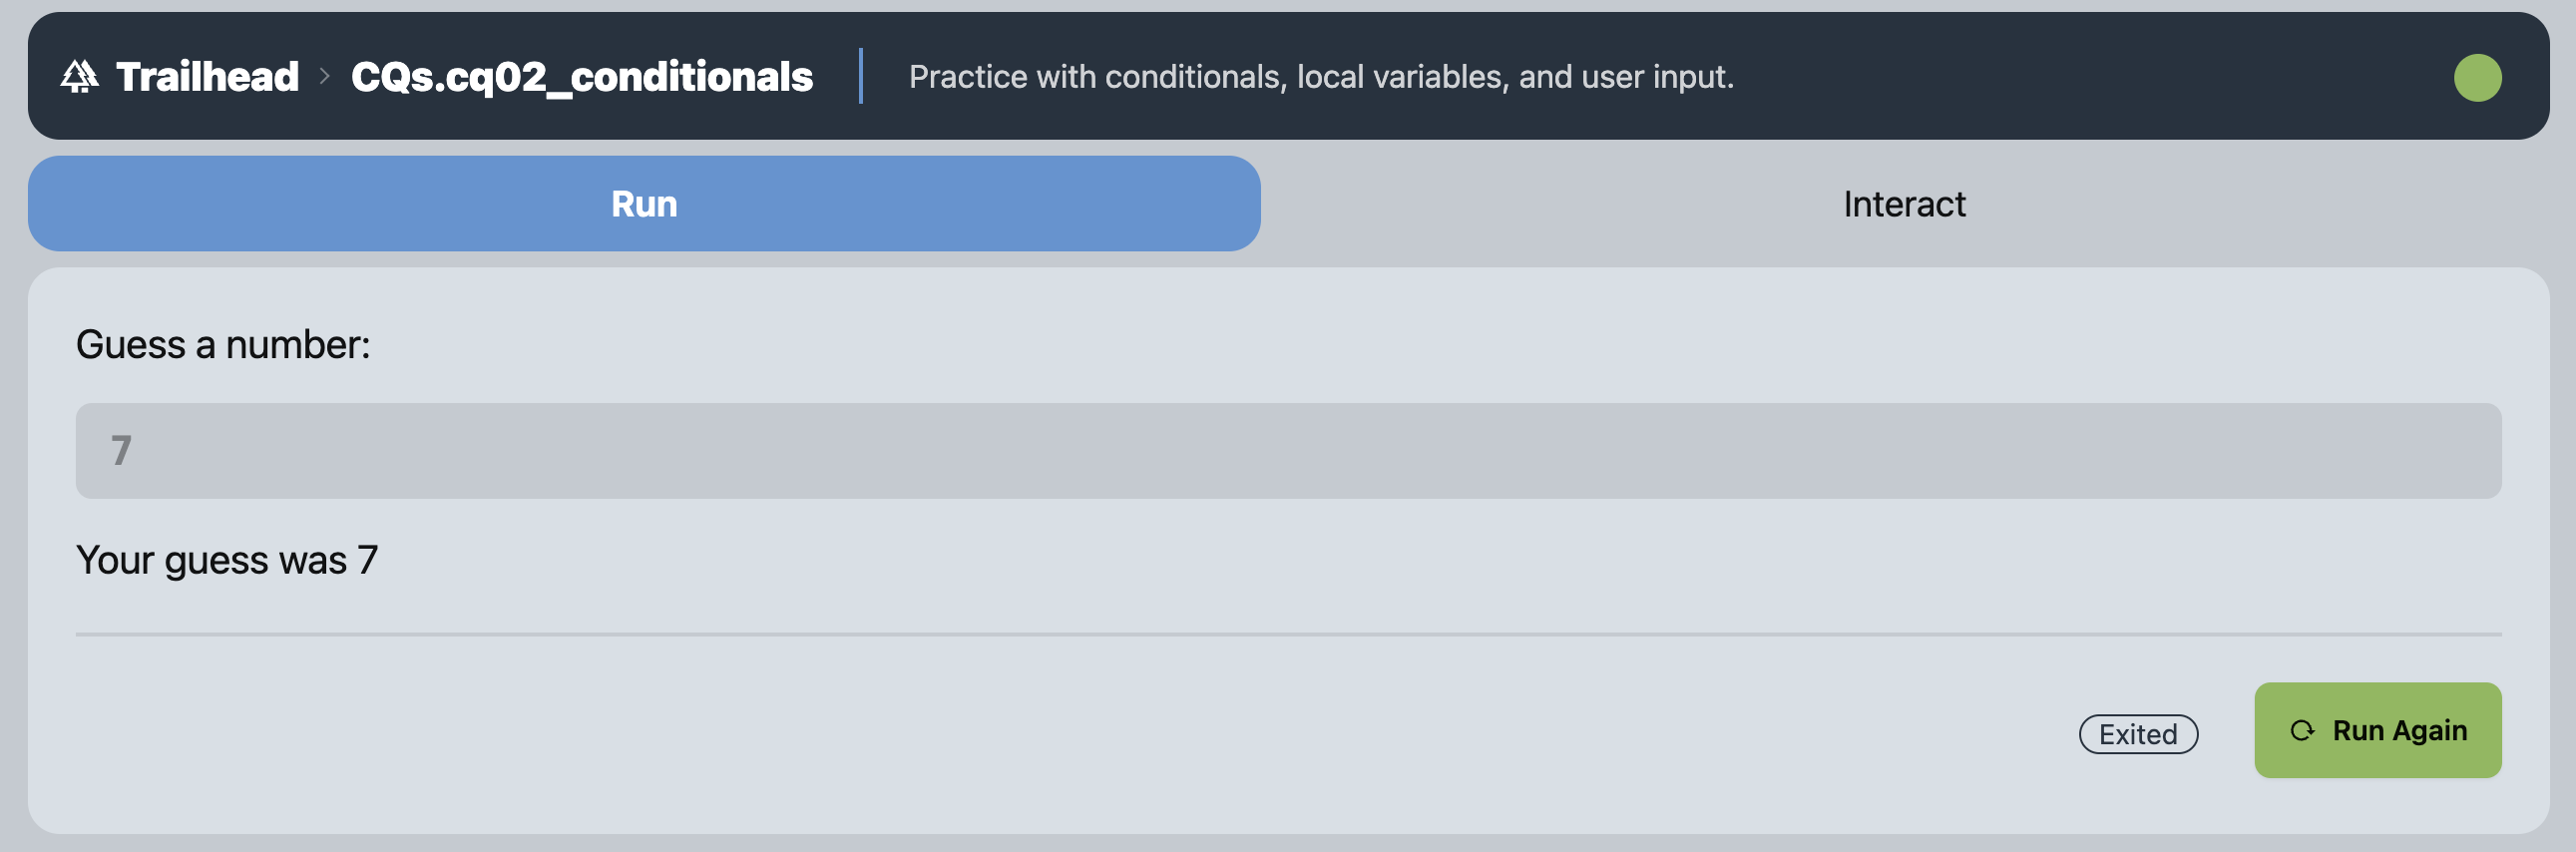 Trailhead > CQs.cq02_conditionals | Practice with conditionals, local variables, and user input.
Run Interact
Guess a number:
7
Your guess was 7
Exited Run Again